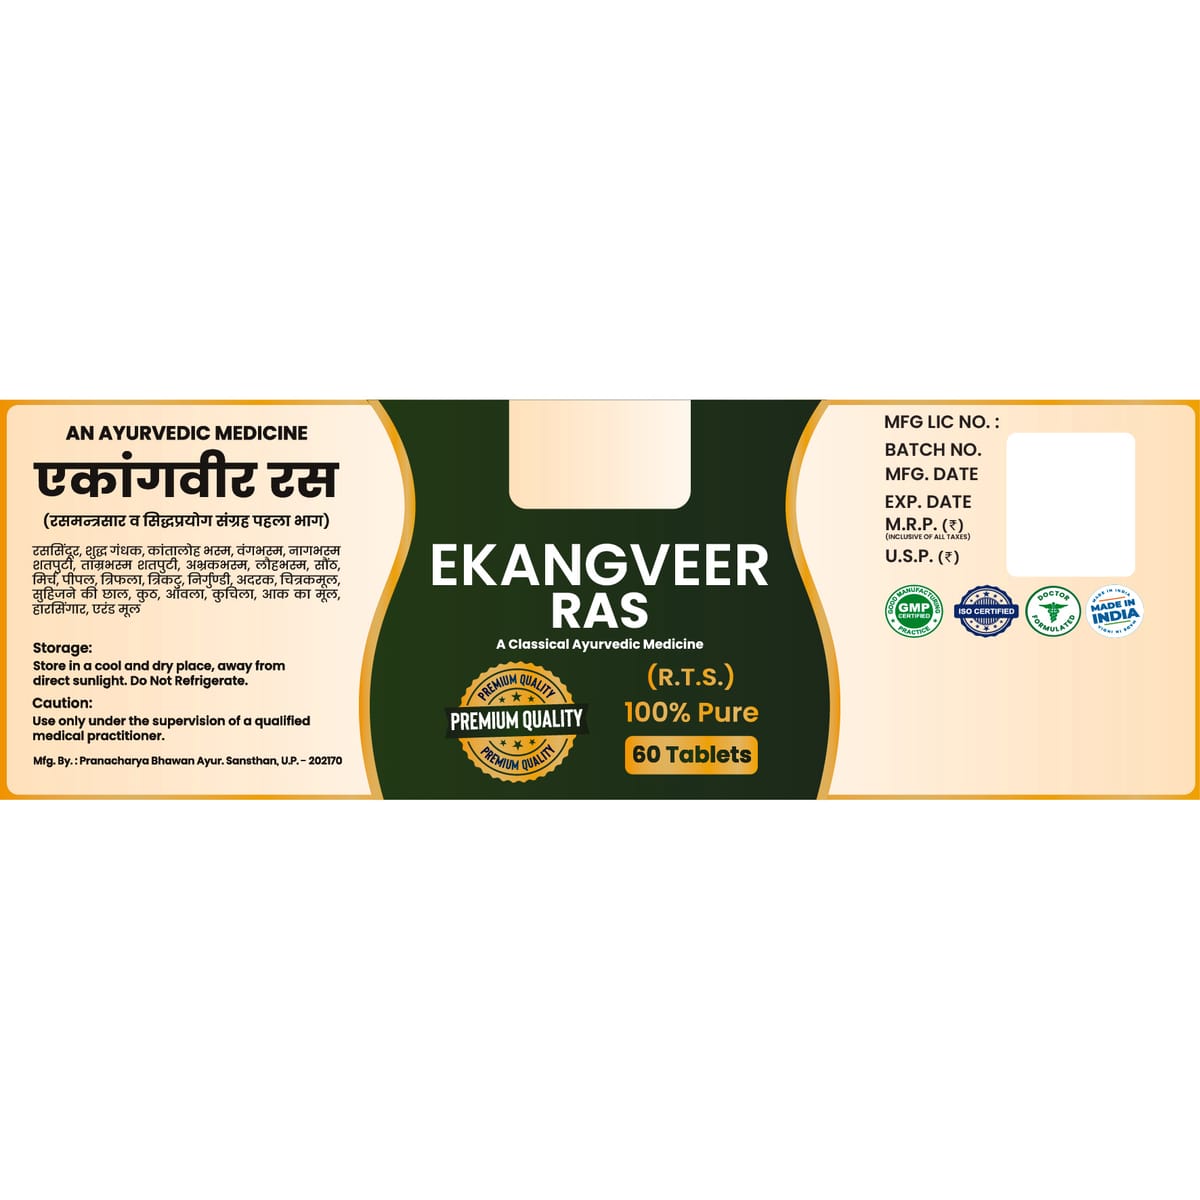 AN AYURVEDIC MEDICINE
एकांगवीर रस
(रसमन्त्रसार व सिद्धप्रयोग संग्रह पहला भाग)
रससिंदूर, शुद्ध गंधक, कांतालोह भस्म, वंगभस्म, नागभस्म
शतपुटी, ताम्रभस्म शतपुटी, अभ्रकभस्म, लौहभस्म, सौंठ,
मिर्च, पीपल, त्रिफला, त्रिकटु, निर्गुण्डी, अदरक, चित्रकमूल,
सुहिजने की छाल, कुठ, आंवला, कुचिला, आक का मूल,
हारसिंगार, एरंड मूल
Storage:
Store in a cool and dry place, away from
direct sunlight. Do Not Refrigerate.
Caution:
Use only under the supervision of a qualified
medical practitioner.
Mfg. By. : Pranacharya Bhawan Ayur. Sansthan, U.P. - 202170
EKANGVEER
RAS
A Classical Ayurvedic Medicine
PREMIUM QUALITY
PREMIUM QUALITY
PREMIUM QUALITY
(R.T.S.)
100% Pure
60 Tablets
MFG LIC NO. :
BATCH NO.
MFG. DATE
EXP. DATE
M.R.P. (₹)
(INCLUSIVE OF ALL TAXES)
U.S.P. (₹)
GOOD MANUFACTURING
GMP
CERTIFIED
PRACTICE
ISO CERTIFIED
DOCTOR
FORMULATED
MADE IN INDIA
MADE IN
INDIA